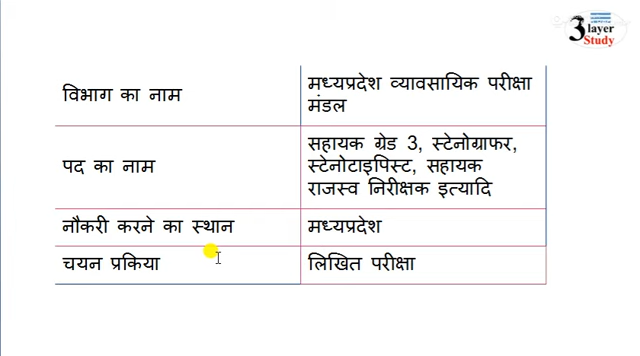 3 layer
Study
विभाग का नाम
मध्यप्रदेश व्यावसायिक परीक्षा
मंडल
पद का नाम
सहायक ग्रेड 3, स्टेनोग्राफर,
स्टेनोटाइपिस्ट, सहायक
राजस्व निरीक्षक इत्यादि
नौकरी करने का स्थान
मध्यप्रदेश
चयन प्रकिया
लिखित परीक्षा